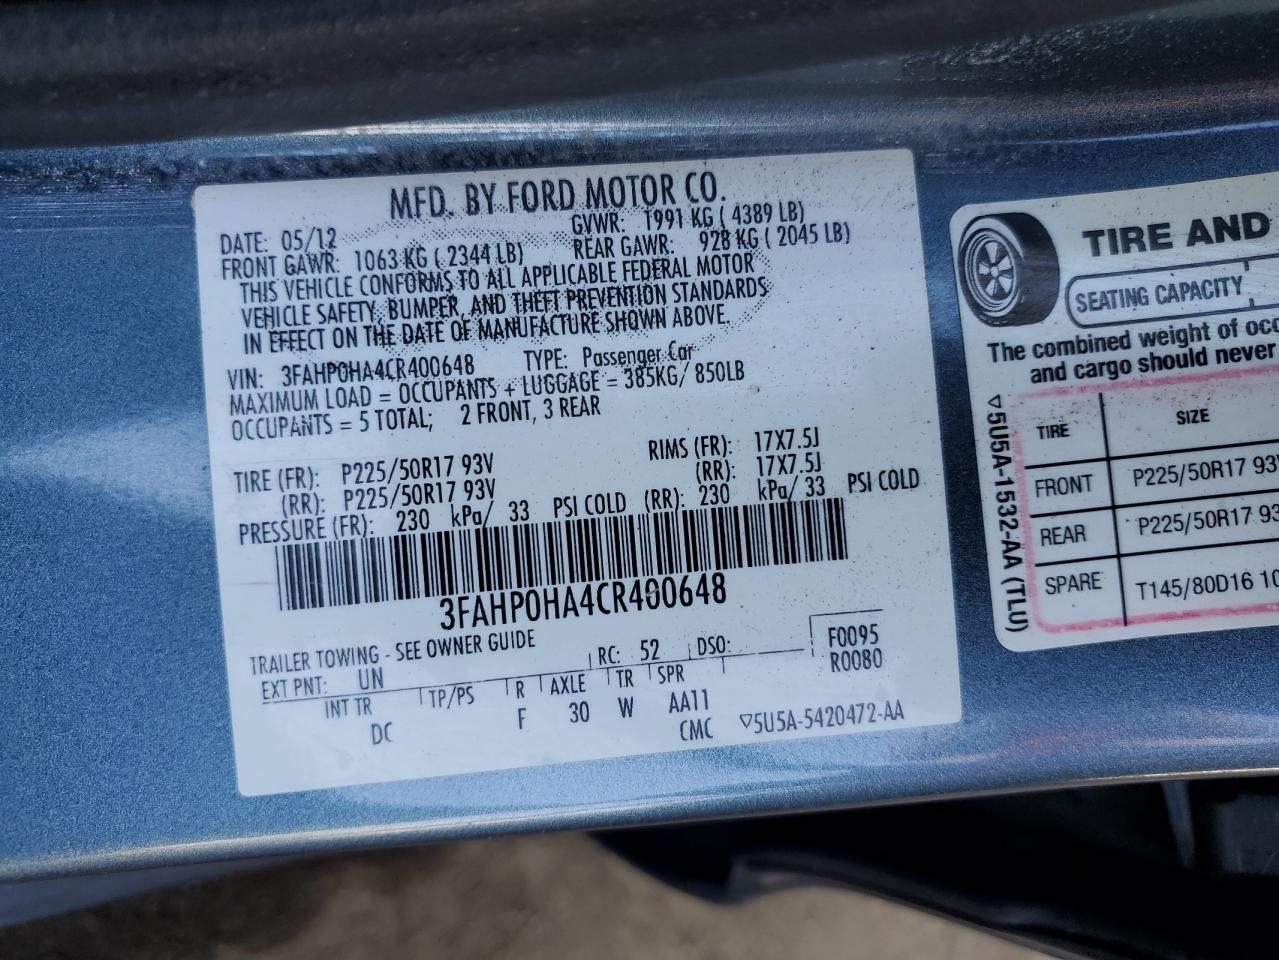 MFD. BY FORD MOTOR CO.
DATE: 05/12 GVWR: 1991 KG ( 4389 LB)
FRONT GAWR: 1063 KG ( 2344 LB) REAR GAWR: 928 KG ( 2045 LB)
THIS VEHICLE CONFORMS TO ALL APPLICABLE FEDERAL MOTOR
VEHICLE SAFETY, BUMPER, AND THEFT PREVENTION STANDARDS
IN EFFECT ON THE DATE OF MANUFACTURE SHOWN ABOVE.
VIN: 3FAHP0HA4CR400648 TYPE: Passenger Car
MAXIMUM LOAD = OCCUPANTS + LUGGAGE = 385KG/ 850LB
OCCUPANTS = 5 TOTAL; 2 FRONT, 3 REAR
TIRE (FR): P225/50R17 93V RIMS (FR): 17X7.5J
(RR): P225/50R17 93V (RR): 17X7.5J
PRESSURE (FR): 230 kPa/ 33 PSI COLD (RR): 230 kPa/ 33 PSI COLD
3FAHP0HA4CR400648
TRAILER TOWING - SEE OWNER GUIDE
EXT PNT: UN RC: 52 DSO: F0095
R0080
INT TR TP/PS R AXLE TR SPR
DC F 30 W AA11
CMC ▽5U5A-5420472-AA
TIRE AND
SEATING CAPACITY
The combined weight of occ
and cargo should never
TIRE SIZE
FRONT P225/50R17 93V
REAR P225/50R17 93
SPARE T145/80D16 10
▽5U5A-1532-AA (TLU)